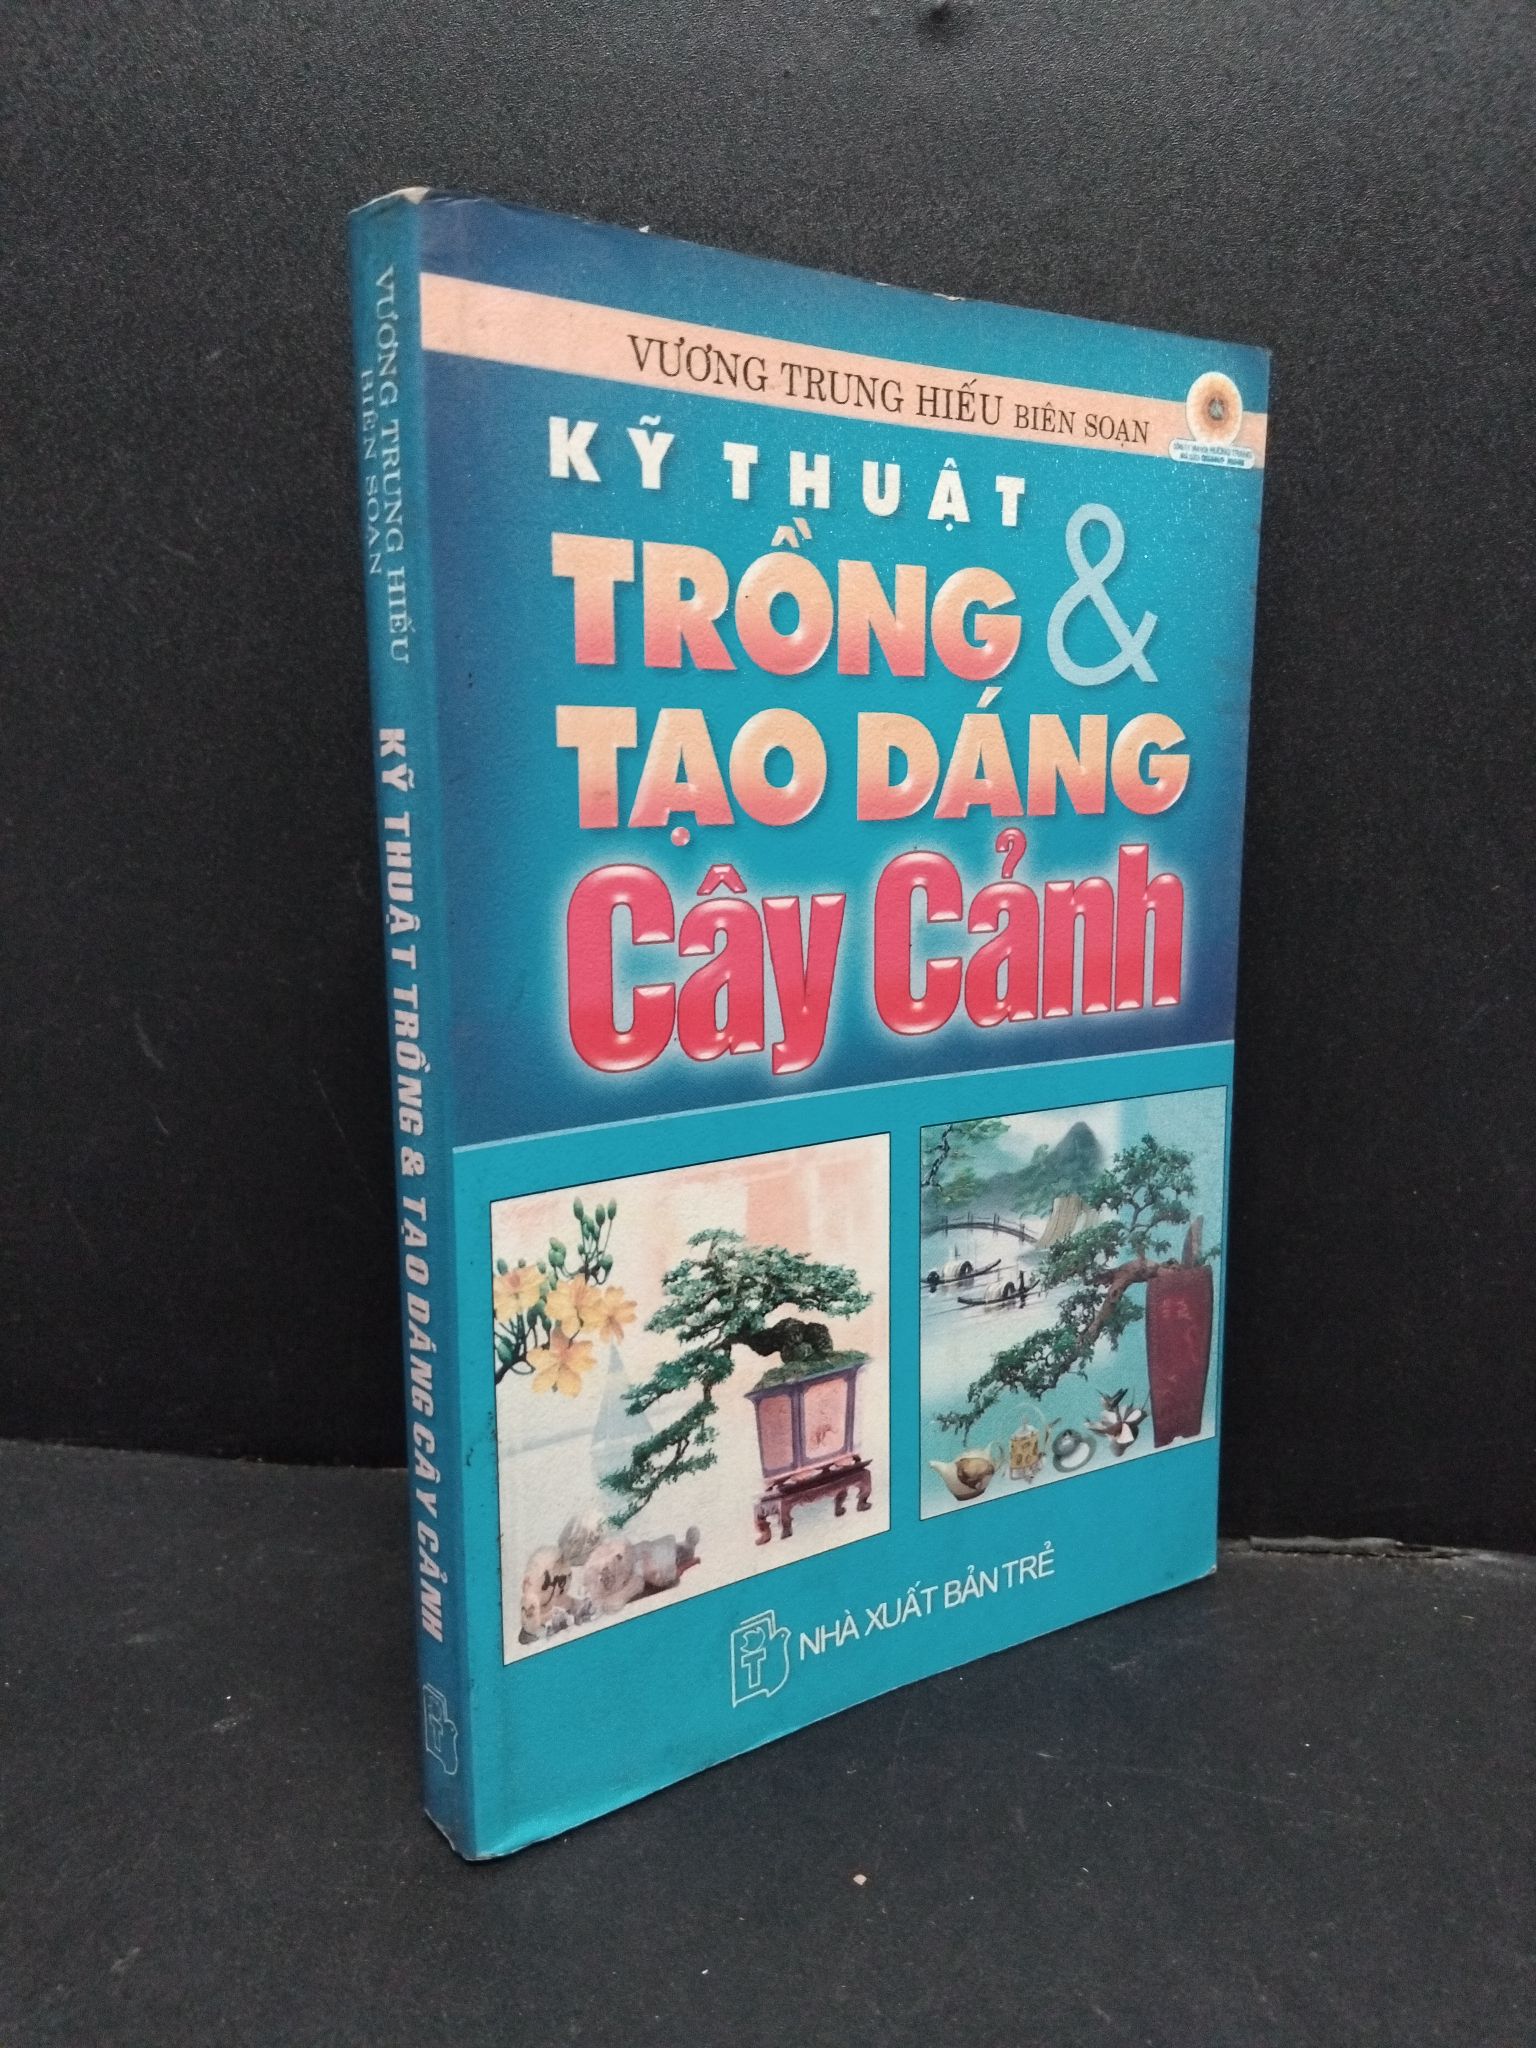 VƯƠNG TRUNG HIẾU BIÊN SOẠN
KỸ THUẬT
TRỒNG &
TẠO DÁNG
Cây Cảnh
NHÀ XUẤT BẢN TRẺ
VƯƠNG TRUNG HIẾU
BIÊN SOẠN
KỸ THUẬT TRỒNG & TẠO DÁNG CÂY CẢNH